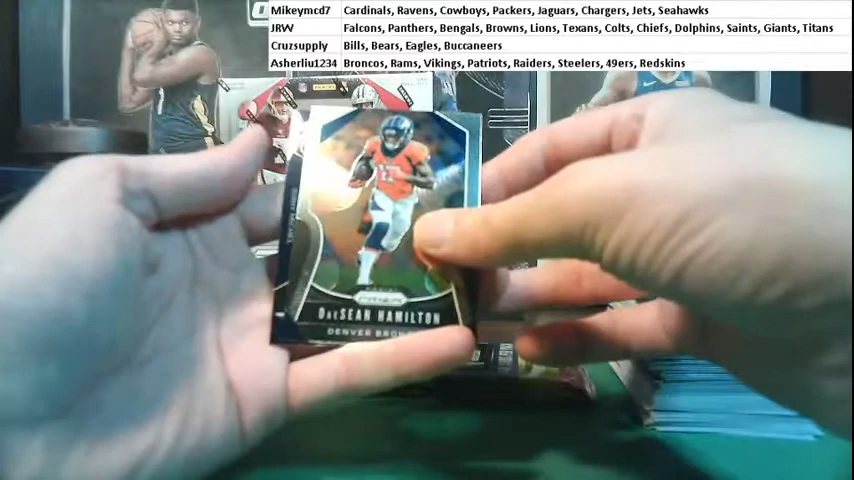 Mikeymcd7 Cardinals, Ravens, Cowboys, Packers, Jaguars, Chargers, Jets, Seahawks
JRW Falcons, Panthers, Bengals, Browns, Lions, Texans, Colts, Chiefs, Dolphins, Saints, Giants, Titans
Cruzsupply Bills, Bears, Eagles, Buccaneers
Asherliu1234 Broncos, Rams, Vikings, Patriots, Raiders, Steelers, 49ers, Redskins
PRIZM
DaeSEAN HAMILTON
DENVER